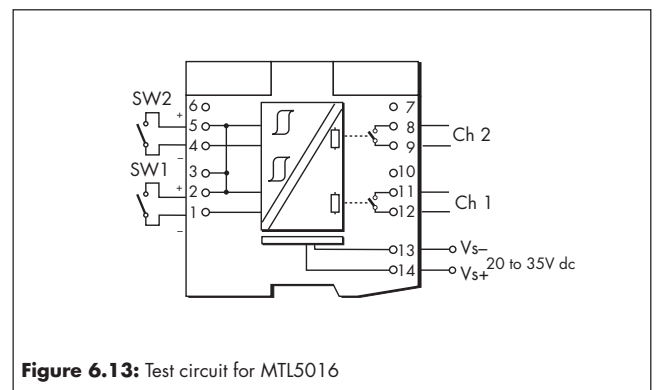 SW2
+
–
SW1
+
–
6
5
4
3
2
1
7
8
9
10
11
12
13
14
Ch 2
Ch 1
Vs–
Vs+
20 to 35V dc
Figure 6.13: Test circuit for MTL5016